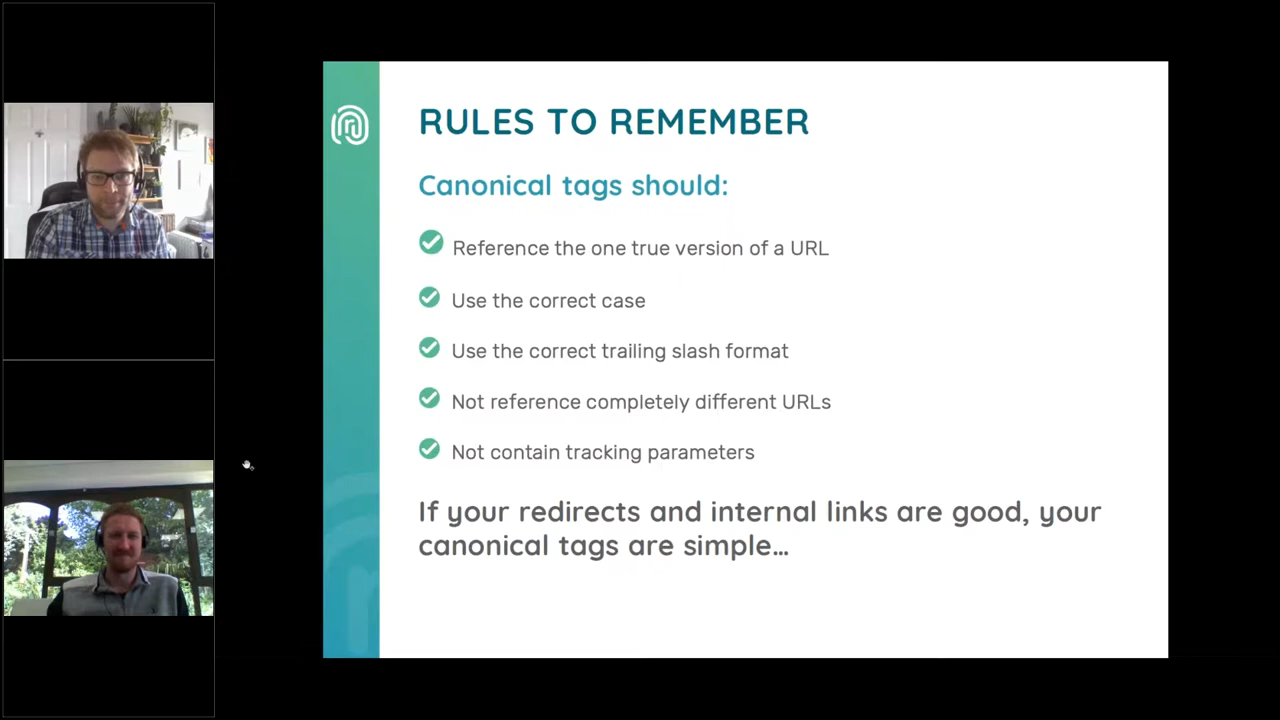 RULES TO REMEMBER
Canonical tags should:
Reference the one true version of a URL
Use the correct case
Use the correct trailing slash format
Not reference completely different URLs
Not contain tracking parameters
If your redirects and internal links are good, your
canonical tags are simple…